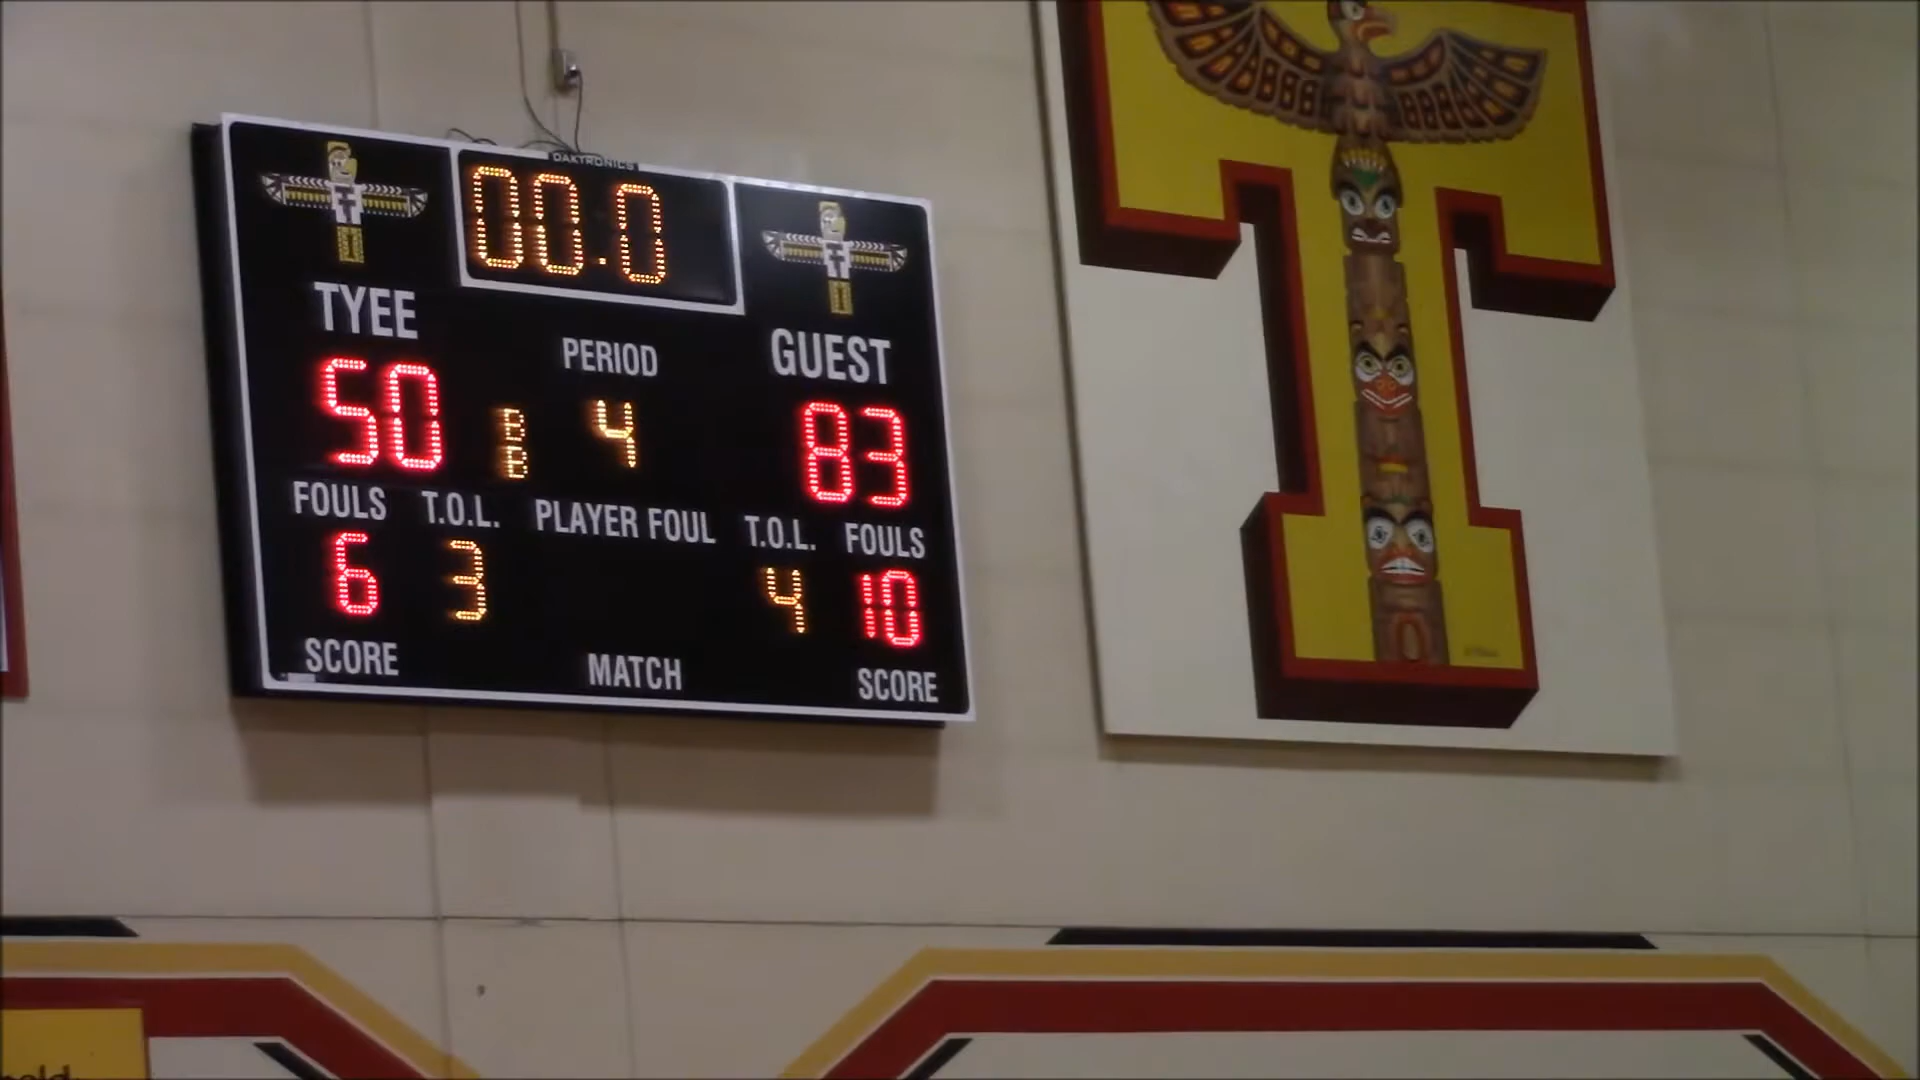 DAKTRONICS
00.0
TYEE
PERIOD
GUEST
50
B
B
4
83
FOULS T.O.L. PLAYER FOUL T.O.L. FOULS
6 3 4 10
SCORE MATCH SCORE
T